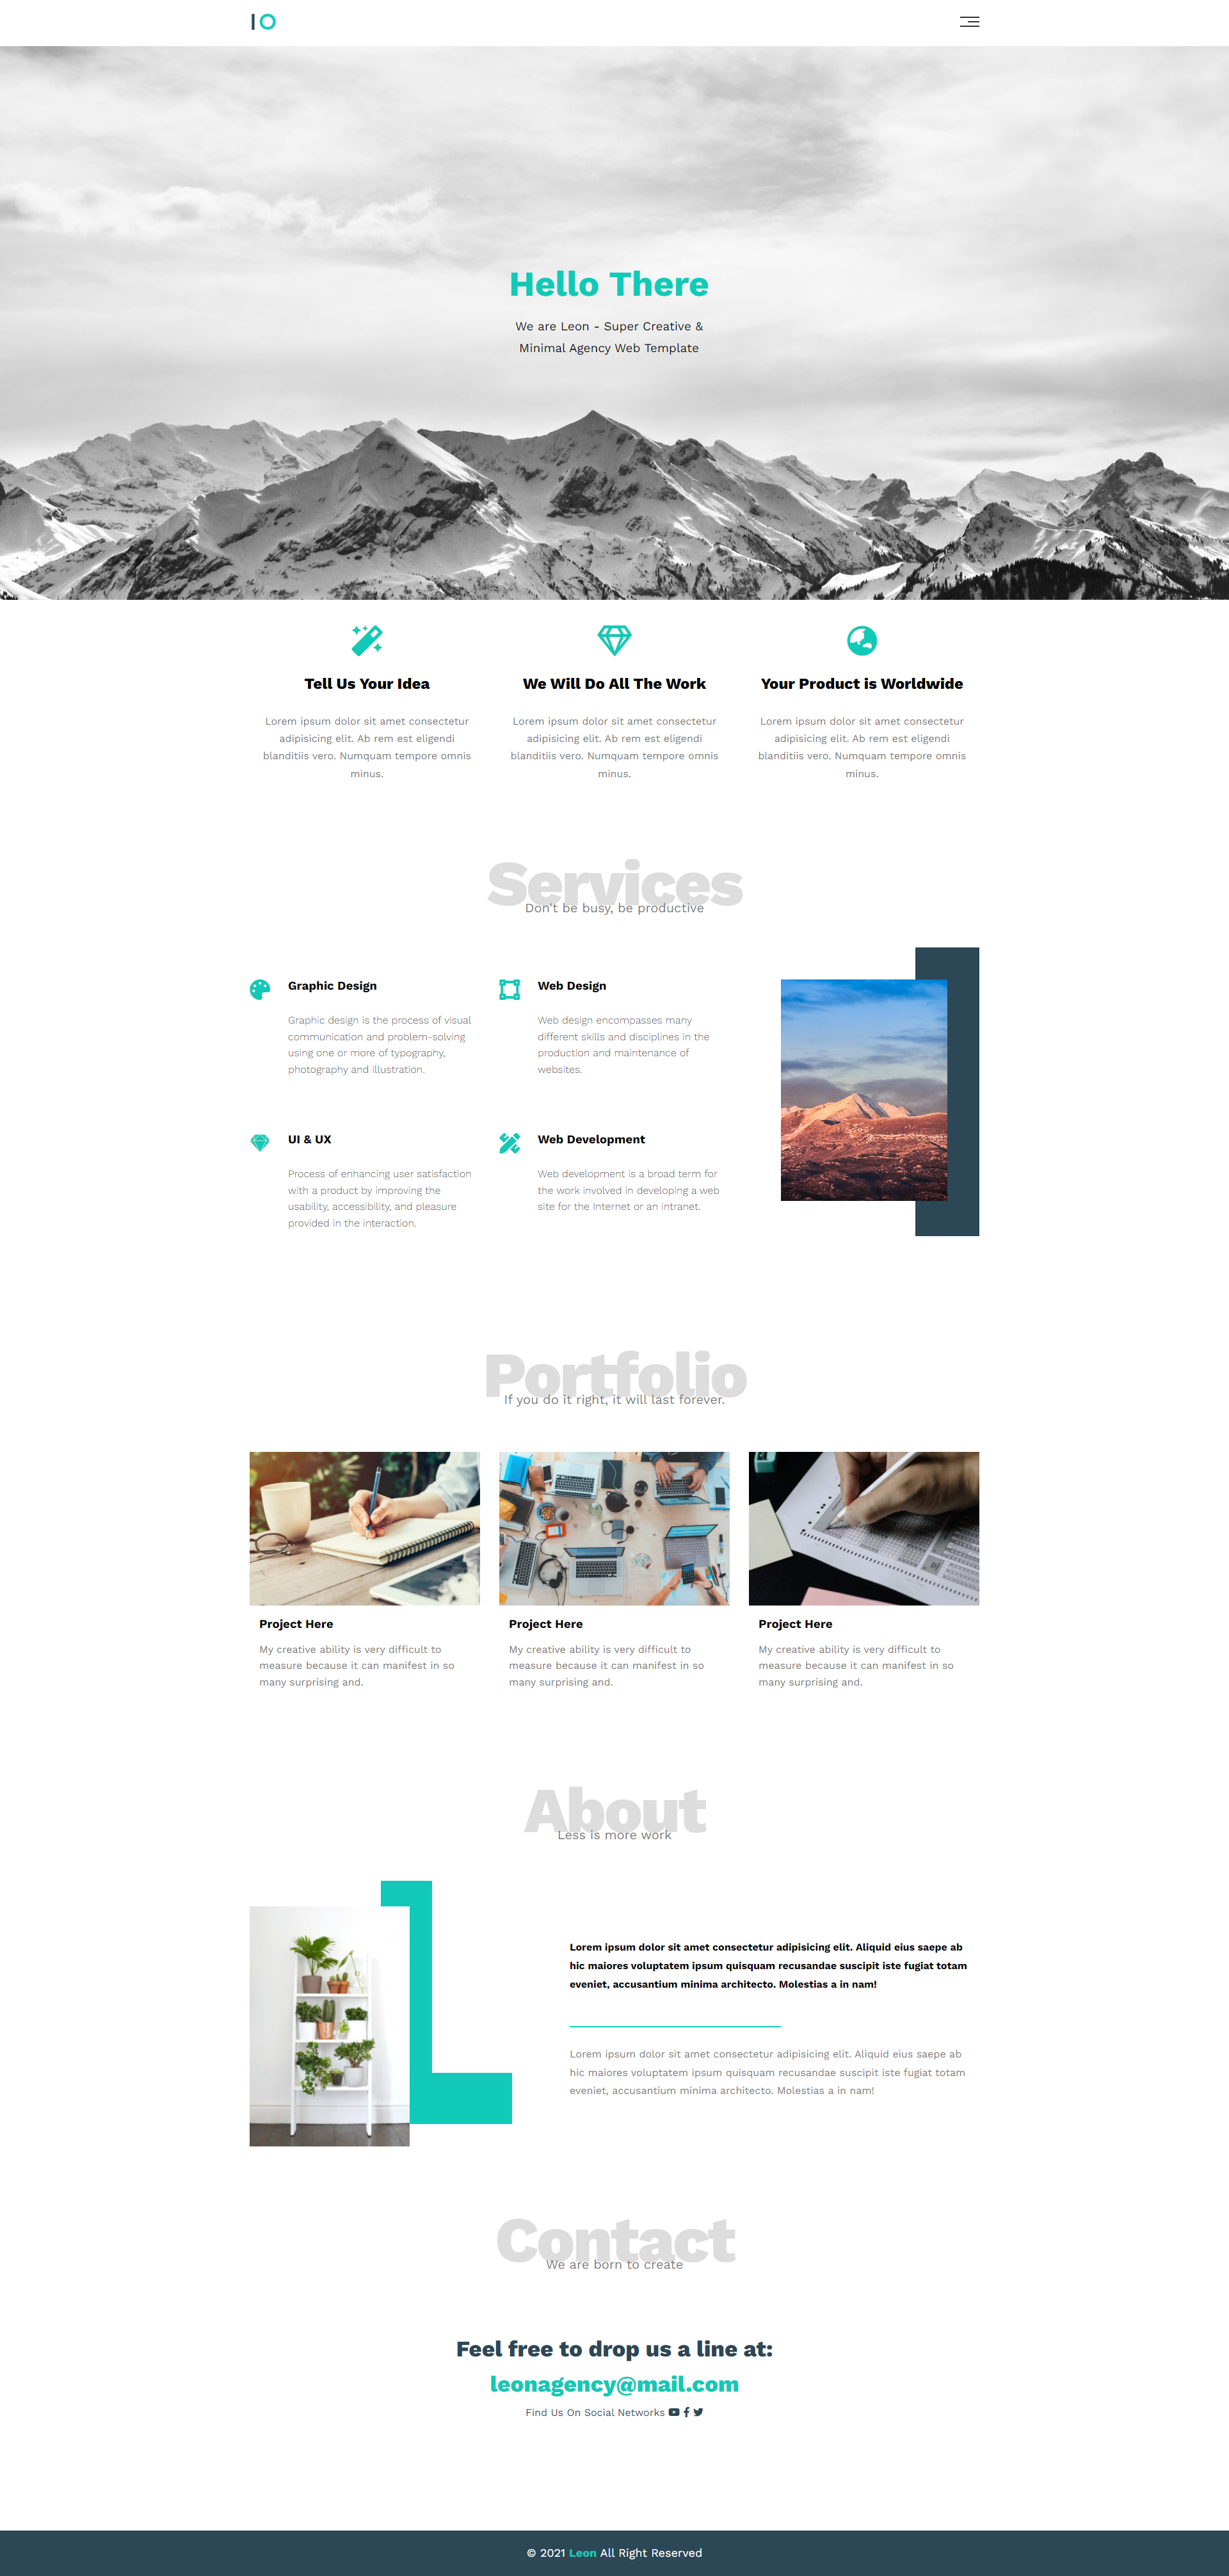 Hello There
We are Leon - Super Creative &
Minimal Agency Web Template
Tell Us Your Idea
Lorem ipsum dolor sit amet consectetur
adipisicing elit. Ab rem est eligendi
blanditiis vero. Numquam tempore omnis
minus.
We Will Do All The Work
Lorem ipsum dolor sit amet consectetur
adipisicing elit. Ab rem est eligendi
blanditiis vero. Numquam tempore omnis
minus.
Your Product is Worldwide
Lorem ipsum dolor sit amet consectetur
adipisicing elit. Ab rem est eligendi
blanditiis vero. Numquam tempore omnis
minus.
Services
Don't be busy, be productive
Graphic Design
Graphic design is the process of visual
communication and problem-solving
using one or more of typography,
photography and illustration.
Web Design
Web design encompasses many
different skills and disciplines in the
production and maintenance of
websites.
UI & UX
Process of enhancing user satisfaction
with a product by improving the
usability, accessibility, and pleasure
provided in the interaction.
Web Development
Web development is a broad term for
the work involved in developing a web
site for the Internet or an intranet.
Portfolio
If you do it right, it will last forever.
Project Here
My creative ability is very difficult to
measure because it can manifest in so
many surprising and.
Project Here
My creative ability is very difficult to
measure because it can manifest in so
many surprising and.
Project Here
My creative ability is very difficult to
measure because it can manifest in so
many surprising and.
About
Less is more work
Lorem ipsum dolor sit amet consectetur adipisicing elit. Aliquid eius saepe ab
hic maiores voluptatem ipsum quisquam recusandae suscipit iste fugiat totam
eveniet, accusantium minima architecto. Molestias a in nam!
Lorem ipsum dolor sit amet consectetur adipisicing elit. Aliquid eius saepe ab
hic maiores voluptatem ipsum quisquam recusandae suscipit iste fugiat totam
eveniet, accusantium minima architecto. Molestias a in nam!
Contact
We are born to create
Feel free to drop us a line at:
leonagency@mail.com
Find Us On Social Networks
© 2021 Leon All Right Reserved